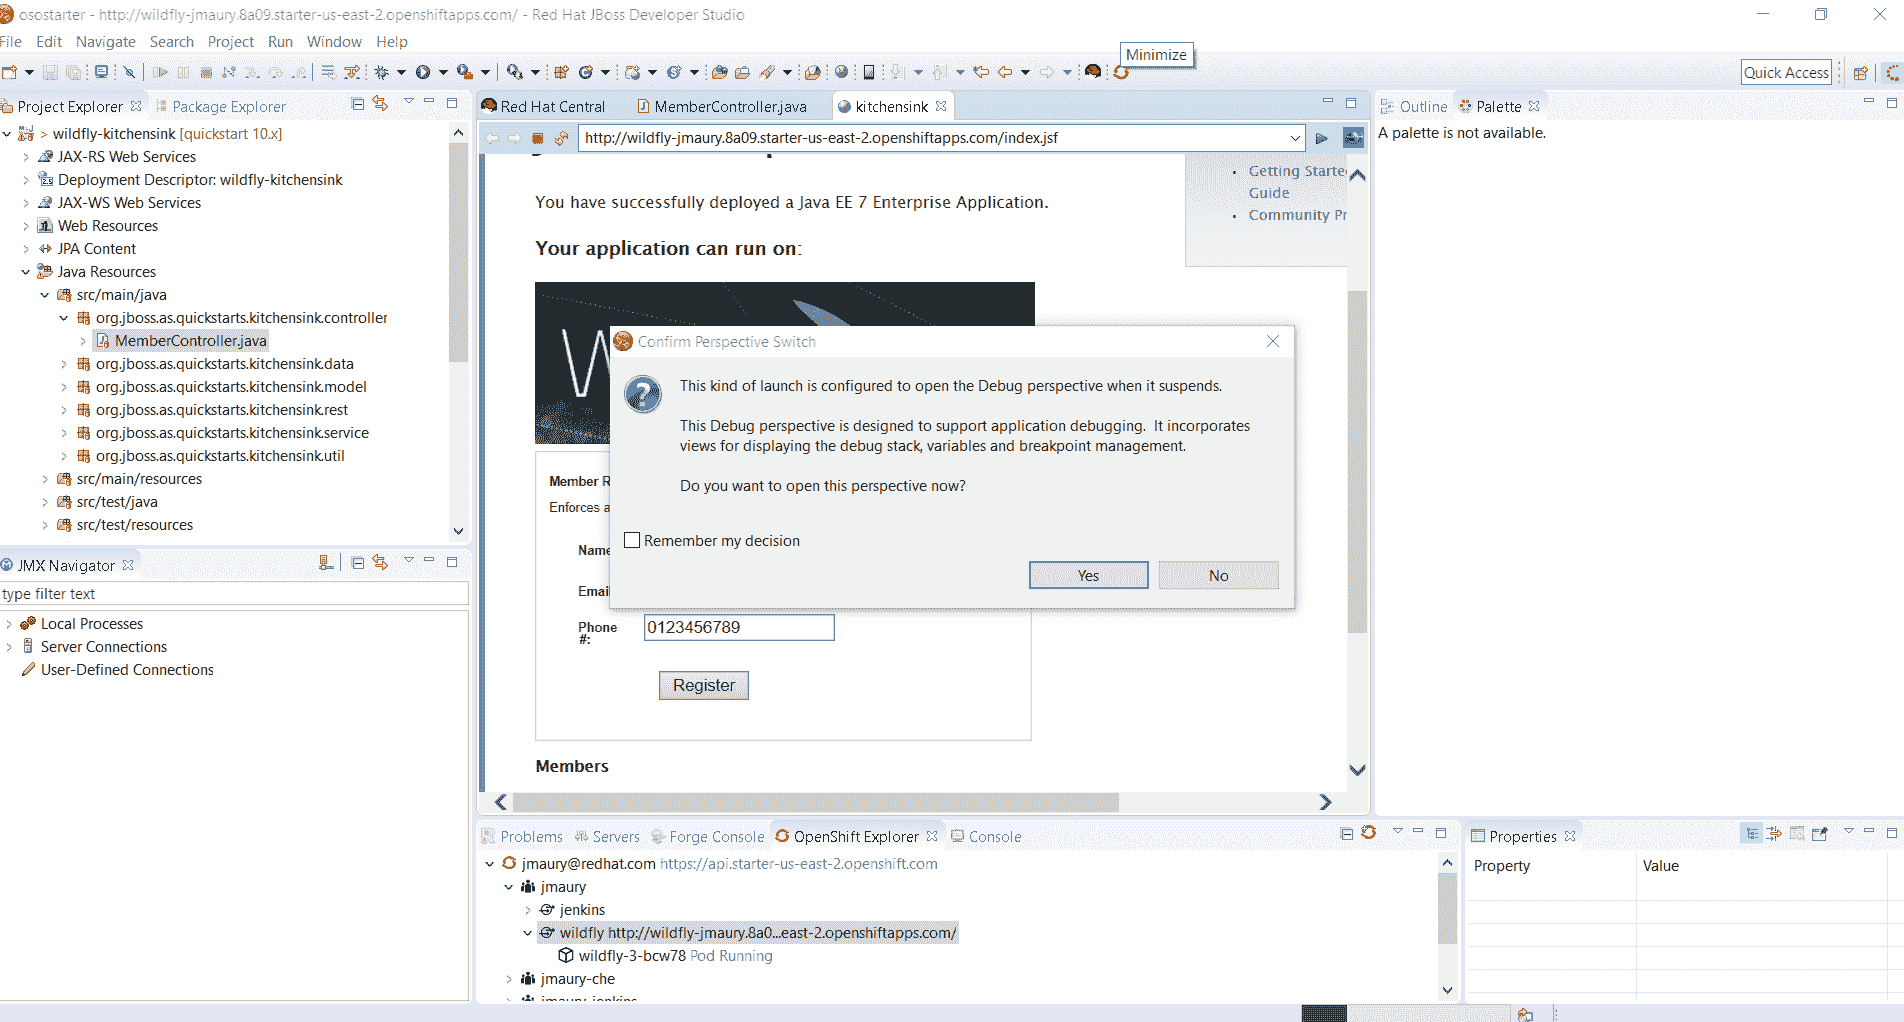 osostarter - http://wildfly-jmaury.8a09.starter-us-east-2.openshiftapps.com/ - Red Hat JBoss Developer Studio
File Edit Navigate Search Project Run Window Help
Minimize
Quick Access
Project Explorer Package Explorer
> wildfly-kitchensink [quickstart 10.x]
JAX-RS Web Services
Deployment Descriptor: wildfly-kitchensink
JAX-WS Web Services
Web Resources
JPA Content
Java Resources
src/main/java
org.jboss.as.quickstarts.kitchensink.controller
MemberController.java
org.jboss.as.quickstarts.kitchensink.data
org.jboss.as.quickstarts.kitchensink.model
org.jboss.as.quickstarts.kitchensink.rest
org.jboss.as.quickstarts.kitchensink.service
org.jboss.as.quickstarts.kitchensink.util
src/main/resources
src/test/java
src/test/resources
JMX Navigator
type filter text
Local Processes
Server Connections
User-Defined Connections
Red Hat Central MemberController.java kitchensink
http://wildfly-jmaury.8a09.starter-us-east-2.openshiftapps.com/index.jsf
You have successfully deployed a Java EE 7 Enterprise Application.
Your application can run on:
Getting Starte
Guide
Community Pr
W
Member R
Enforces a
Name
Emai
Phone
#:
0123456789
Register
Members
Confirm Perspective Switch
This kind of launch is configured to open the Debug perspective when it suspends.
This Debug perspective is designed to support application debugging. It incorporates
views for displaying the debug stack, variables and breakpoint management.
Do you want to open this perspective now?
Remember my decision
Yes No
Outline Palette
A palette is not available.
Problems Servers Forge Console OpenShift Explorer Console
jmaury@redhat.com https://api.starter-us-east-2.openshift.com
jmaury
jenkins
wildfly http://wildfly-jmaury.8a0...east-2.openshiftapps.com/
wildfly-3-bcw78 Pod Running
jmaury-che
jmaury-jenkins
Properties
Property Value